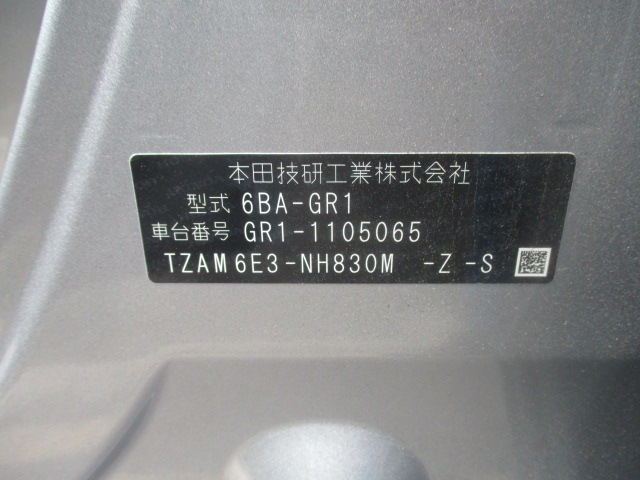 本田技研工業株式会社
型式 6BA-GR1
車台番号 GR1-1105065
TZAM6E3-NH830M -Z-S